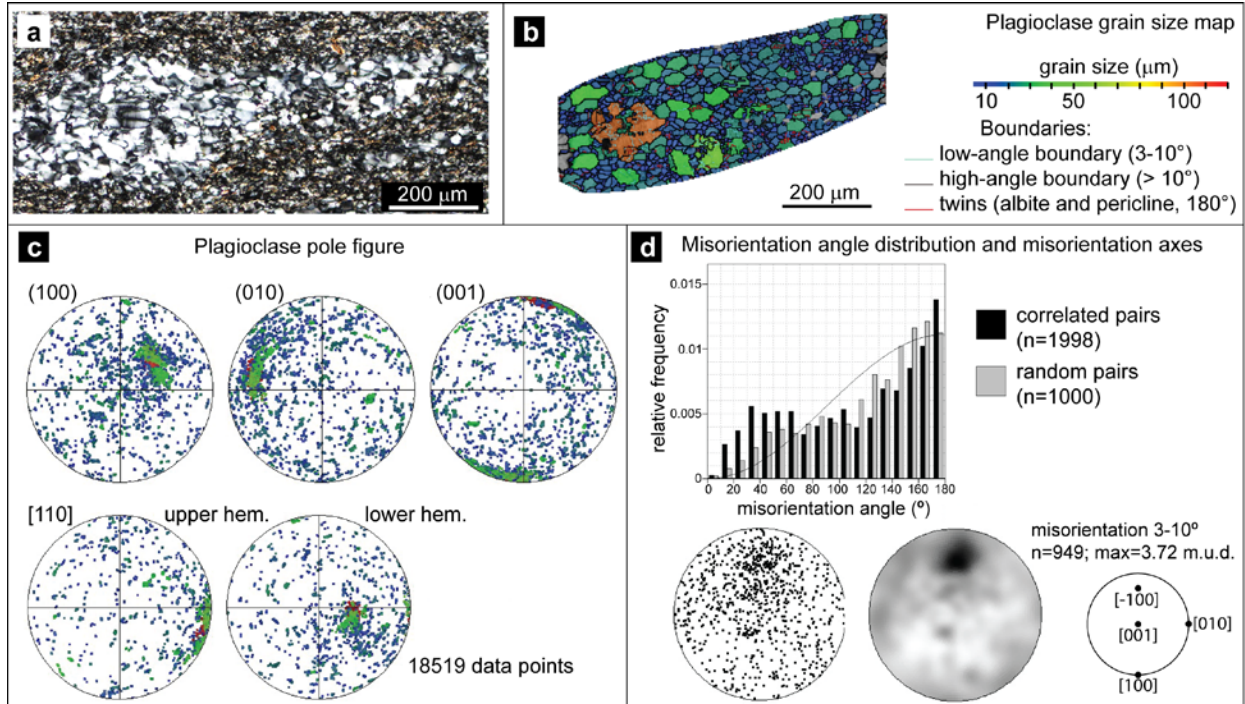 a
200 μm
b
Plagioclase grain size map
grain size (μm)
10 50 100
Boundaries:
low-angle boundary (3-10°)
high-angle boundary (> 10°)
twins (albite and pericline, 180°)
200 μm
c
Plagioclase pole figure
(100)
(010)
(001)
[110]
upper hem.
lower hem.
18519 data points
d
Misorientation angle distribution and misorientation axes
0.015
0.01
0.005
0
relative frequency
0 20 40 60 80 100 120 140 160 180
misorientation angle (º)
correlated pairs
(n=1998)
random pairs
(n=1000)
misorientation 3-10º
n=949; max=3.72 m.u.d.
[-100]
[010]
[001]
[100]